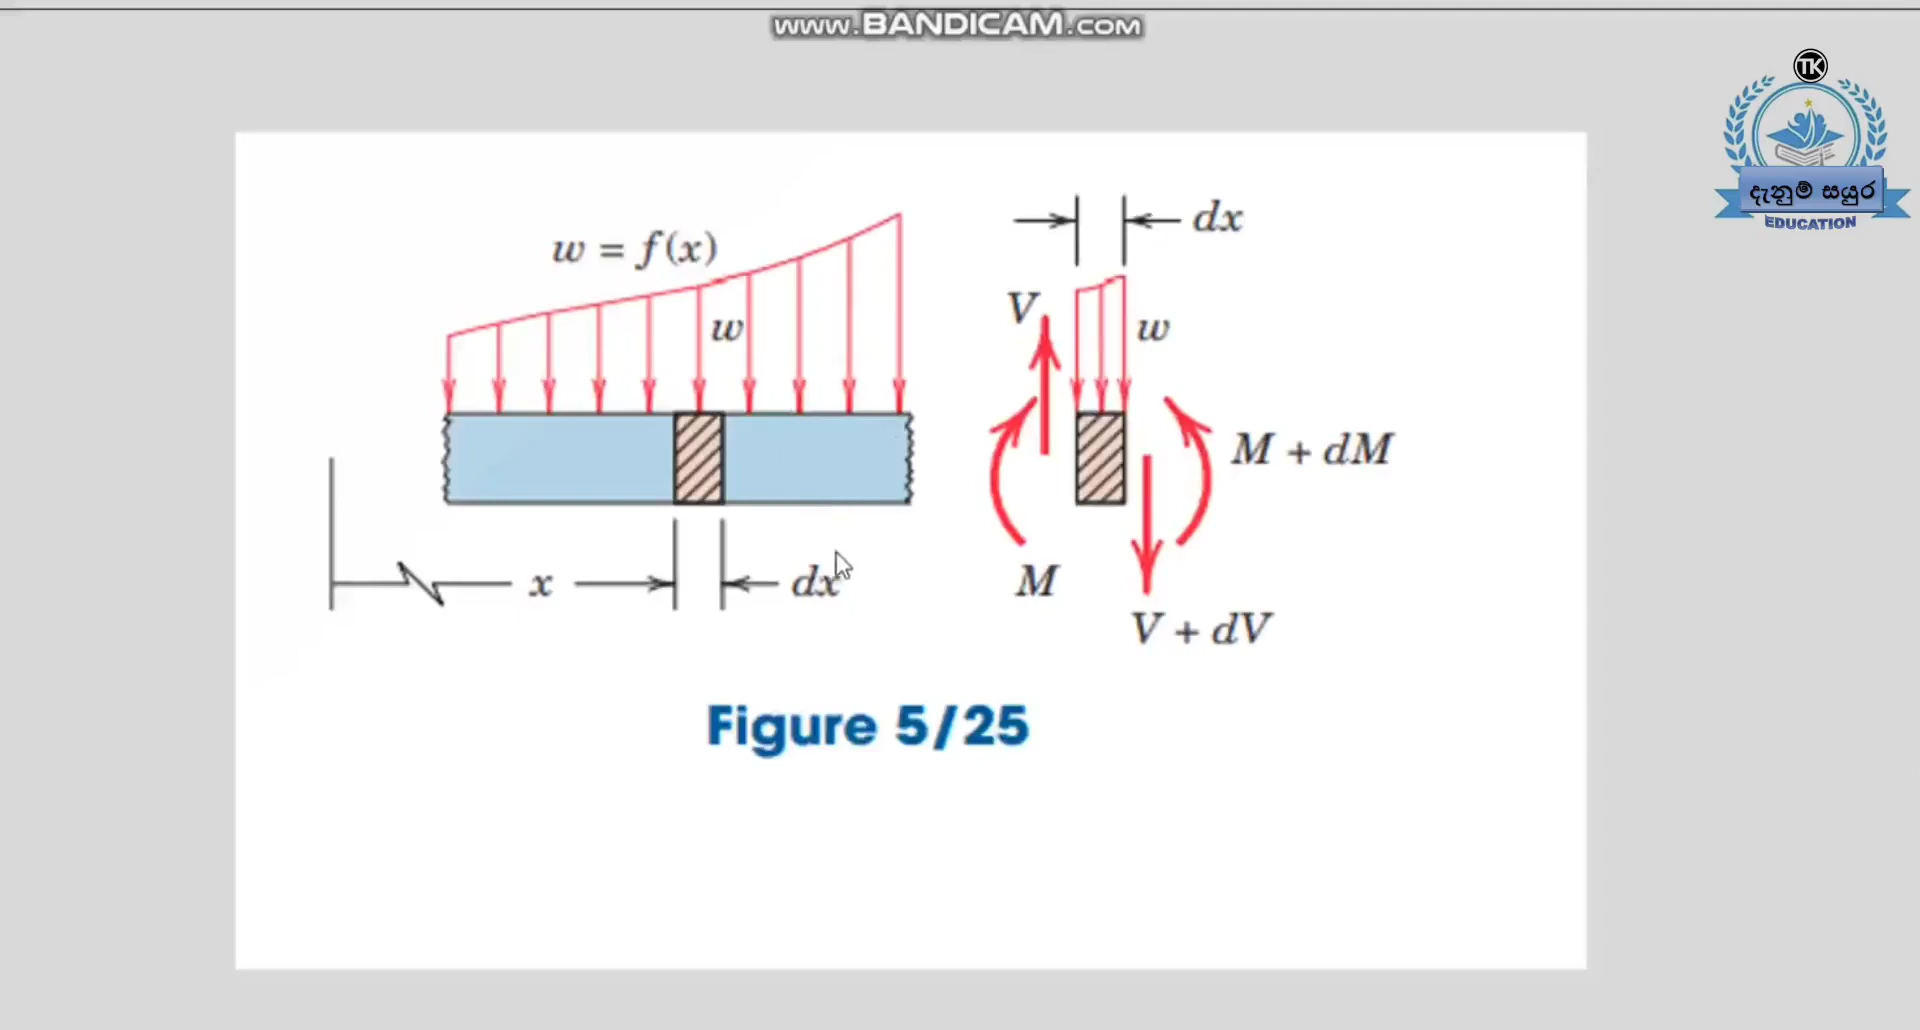 www.BANDICAM.com
TK
දැනුම් සයුර
EDUCATION
w = f(x)
w
x
dx
dx
V
w
M + dM
M
V + dV
Figure 5/25